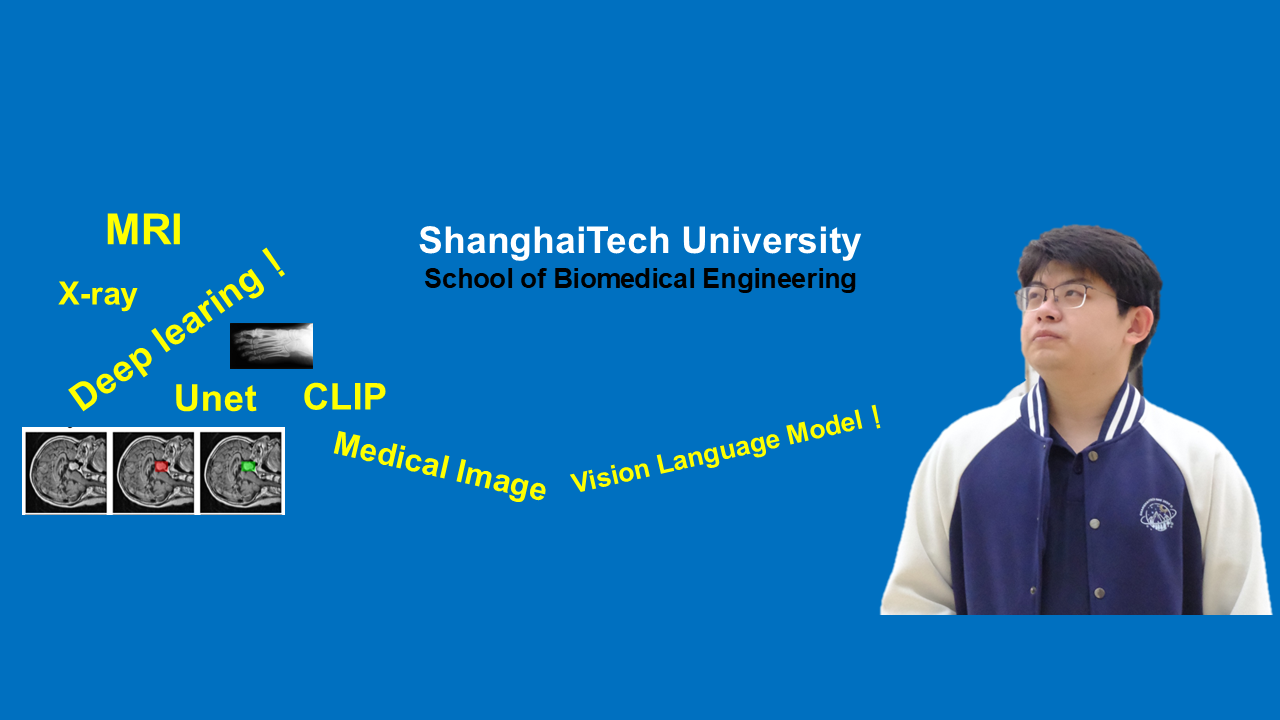 MRI
ShanghaiTech University
School of Biomedical Engineering
X-ray
Deep learing！
Unet
CLIP
Medical Image
Vision Language Model！